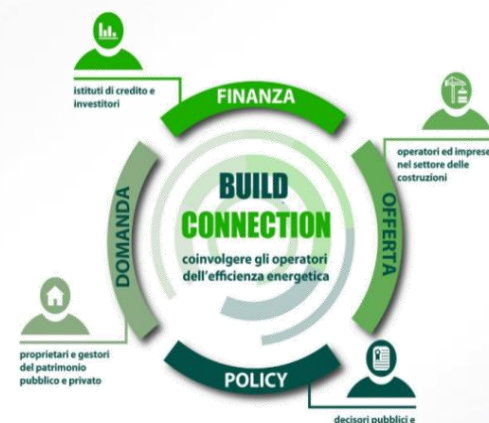 istituti di credito e
investitori
FINANZA
operatori ed imprese
nel settore delle
costruzioni
DOMANDA
BUILD
CONNECTION
coinvolgere gli operatori
dell'efficienza energetica
OFFERTA
proprietari e gestori
del patrimonio
pubblico e privato
POLICY
decisori pubblici e